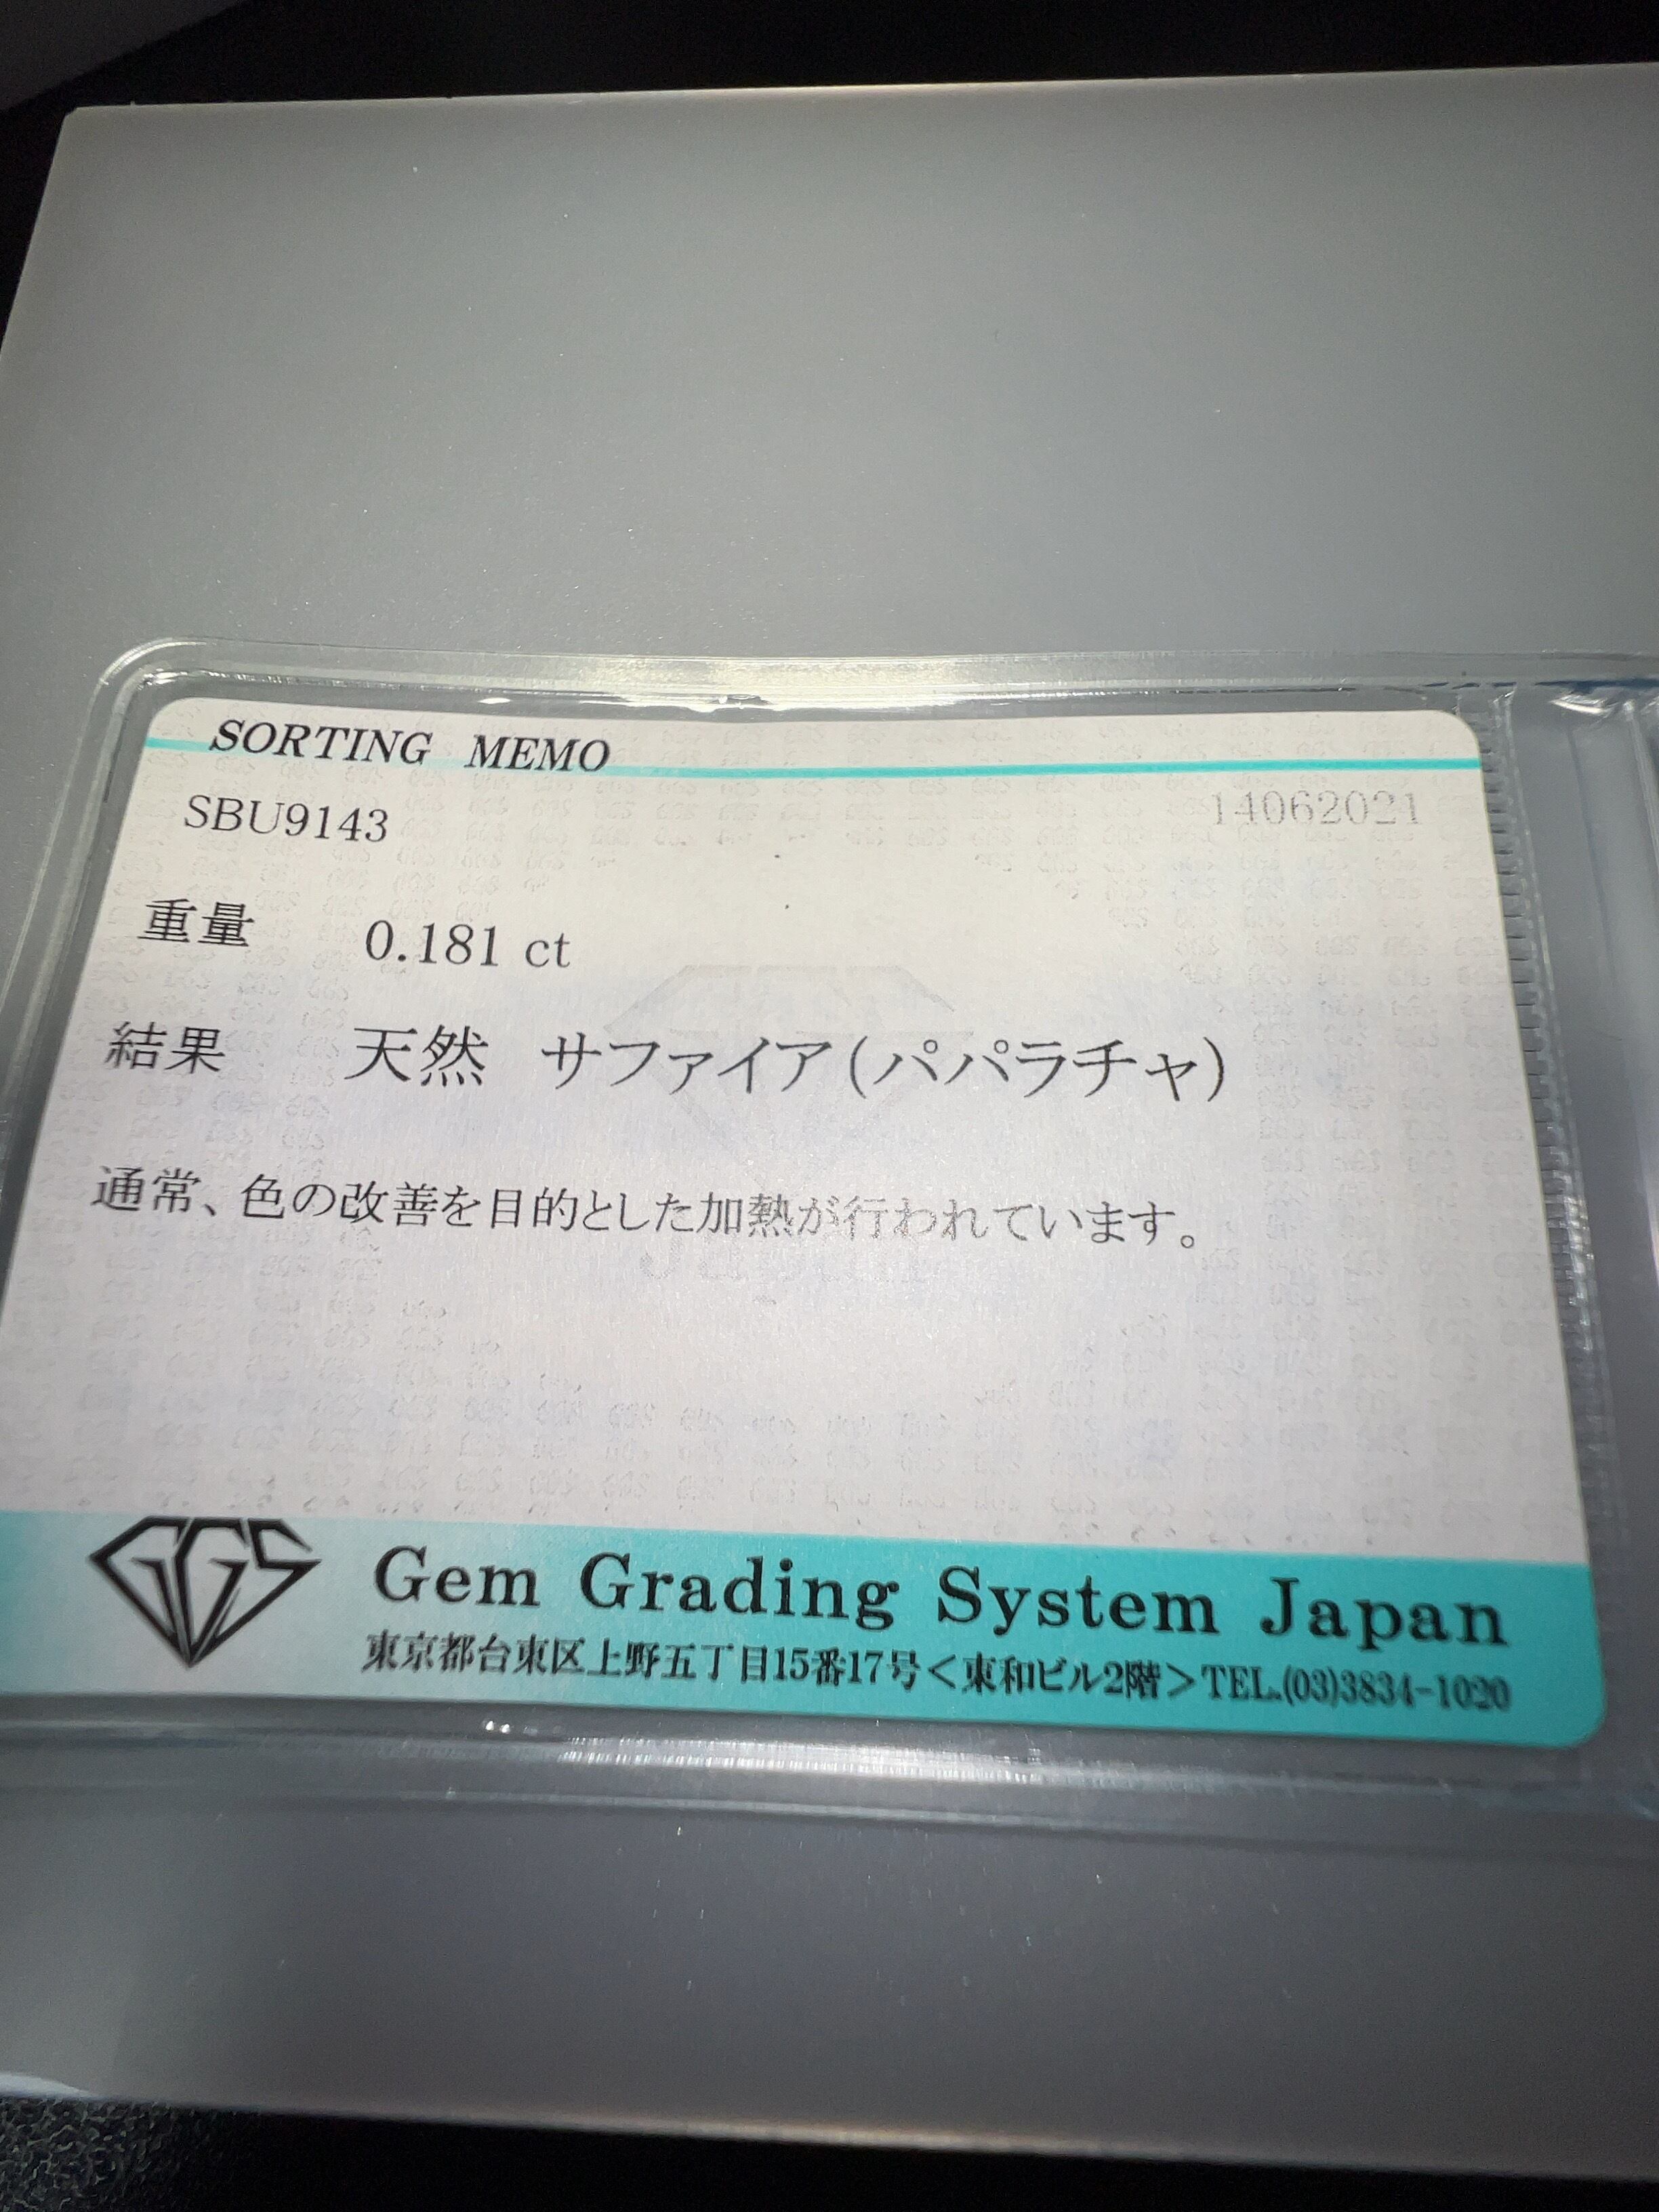 SORTING MEMO
SBU9143 14062021
重量 0.181 ct
結果 天然 サファイア(パパラチャ)
通常、色の改善を目的とした加熱が行われています。
GGS
Gem Grading System Japan
東京都台東区上野五丁目15番17号<東和ビル2階>TEL.(03)3834-1020